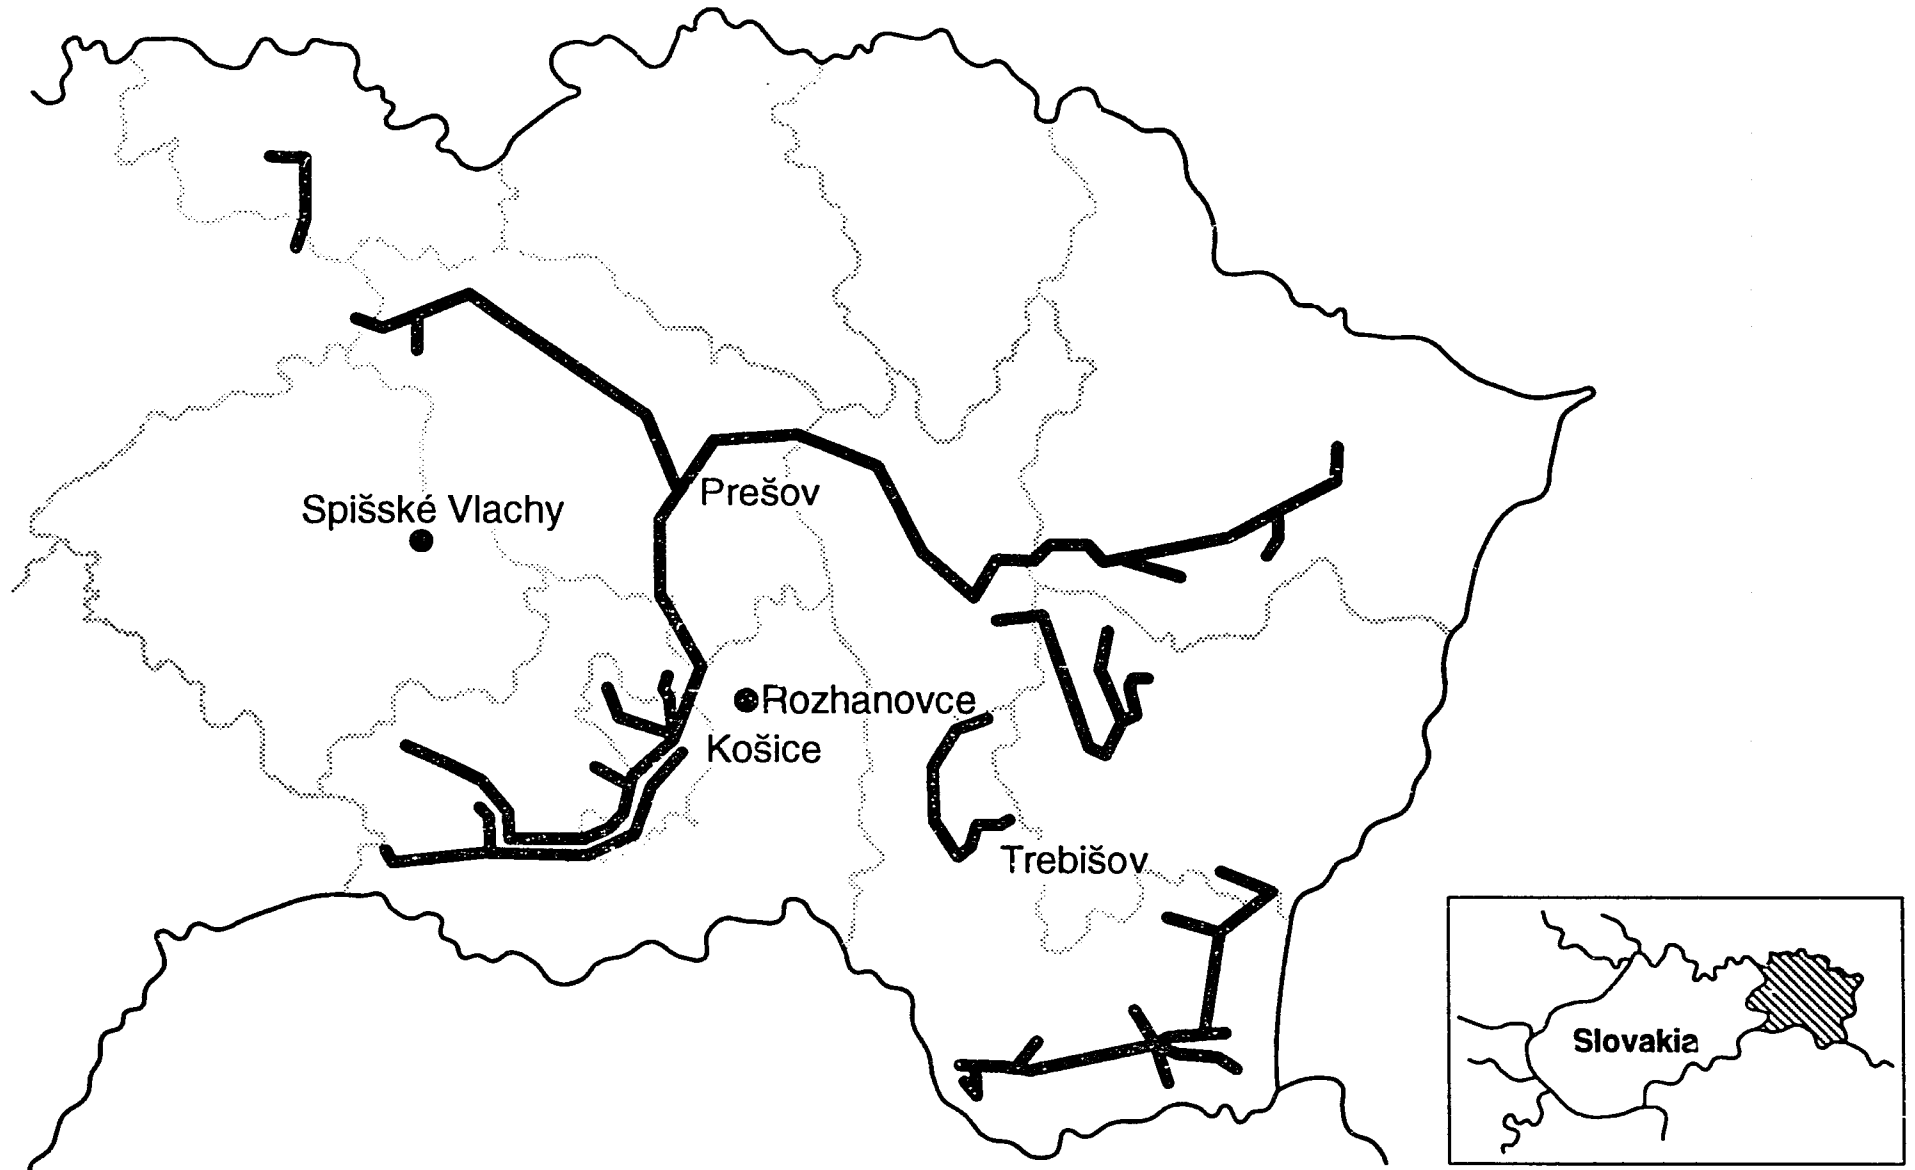 Prešov
Spišské Vlachy
Rozhanovce
Košice
Trebišov
Slovakia